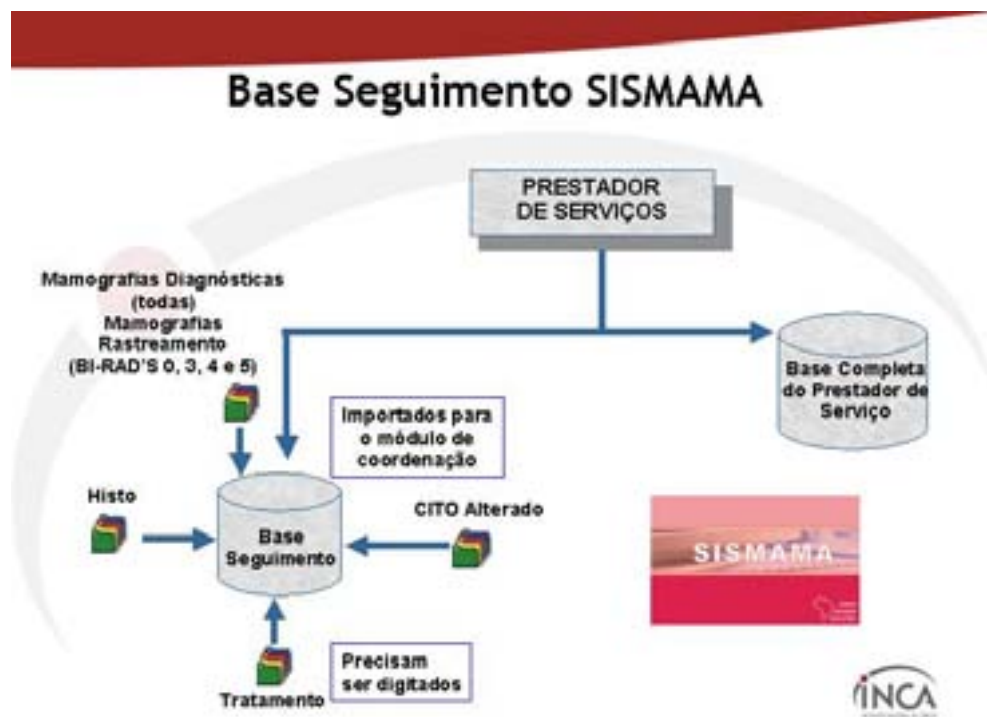 Base Seguimento SISMAMA
PRESTADOR
DE SERVIÇOS
Mamografias Diagnósticas
(todas)
Mamografias
Rastreamento
(BI-RAD'S 0, 3, 4 e 5)
Importados para
o módulo de
coordenação
Base Completa
do Prestador de
Serviço
Histo
CITO Alterado
Base
Seguimento
SISMAMA
Precisam
ser digitados
Tratamento
INCA